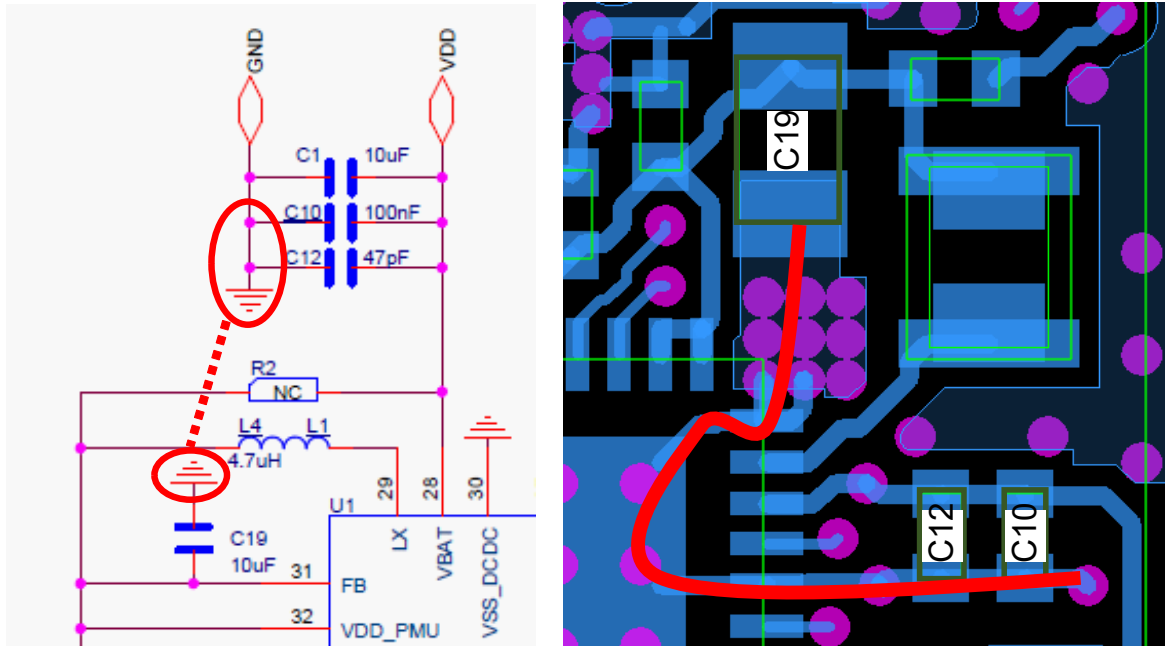 GND
VDD
C1 10uF
C10 100nF
C12 47pF
R2
NC
L4 L1
4.7uH
29
28
30
U1
LX
VBAT
VSS_DCDC
C19
10uF
31
FB
32
VDD_PMU
C19
C12
C10